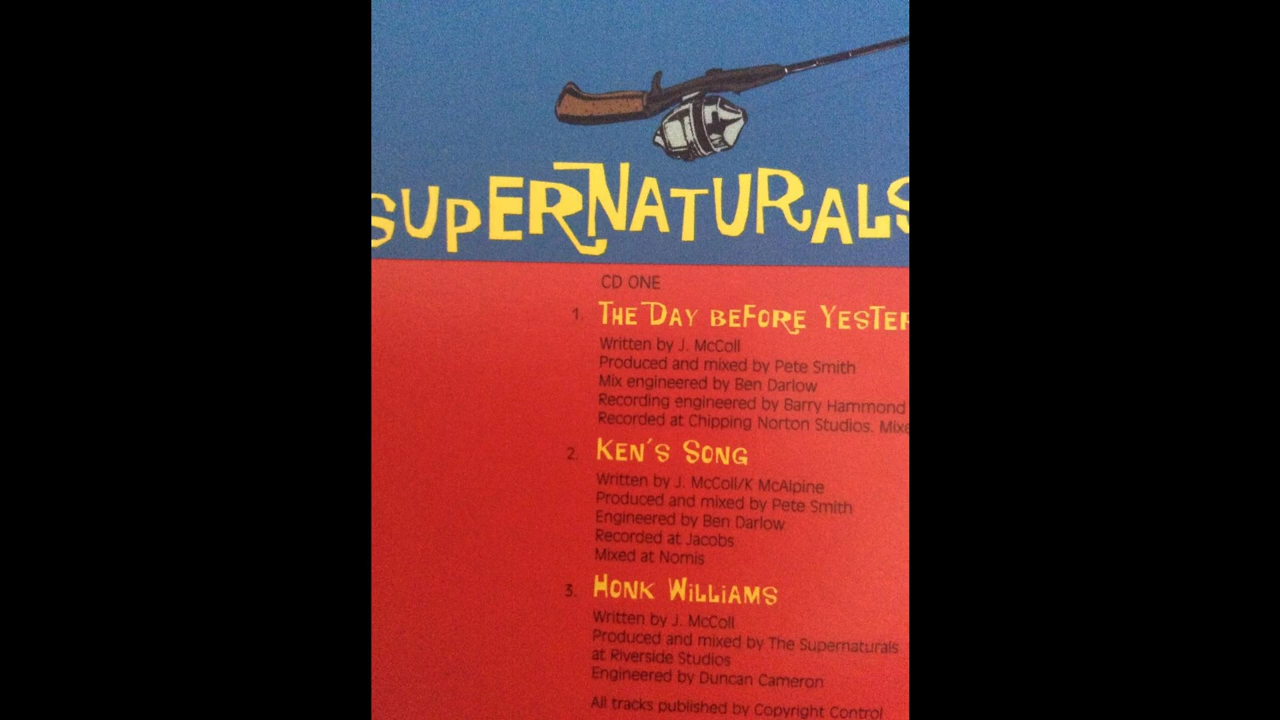 SUPERNATURALS
CD ONE
1. THE DAY BEFORE YESTER
Written by J. McColl
Produced and mixed by Pete Smith
Mix engineered by Ben Darlow
Recording engineered by Barry Hammond
Recorded at Chipping Norton Studios. Mixe
2. KEN'S SONG
Written by J. McColl/K McAlpine
Produced and mixed by Pete Smith
Engineered by Ben Darlow
Recorded at Jacobs
Mixed at Nomis
3. HONK WILLIAMS
Written by J. McColl
Produced and mixed by The Supernaturals
at Riverside Studios
Engineered by Duncan Cameron
All tracks published by Copyright Control